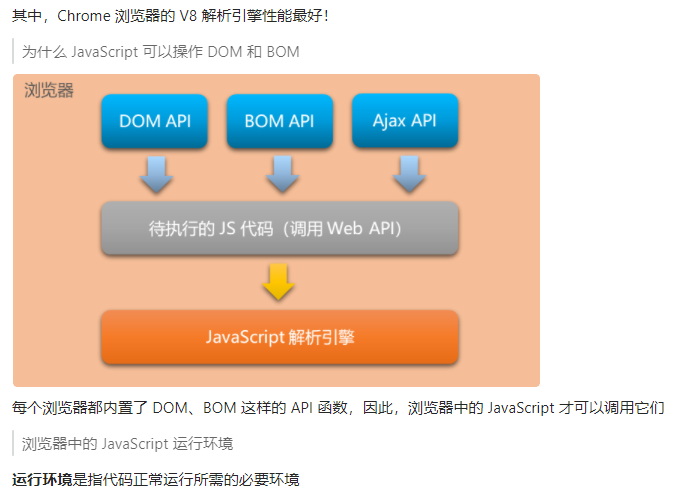 其中，Chrome 浏览器的 V8 解析引擎性能最好！
为什么 JavaScript 可以操作 DOM 和 BOM
浏览器
DOM API
BOM API
Ajax API
待执行的 JS 代码（调用 Web API）
JavaScript 解析引擎
每个浏览器都内置了 DOM、BOM 这样的 API 函数，因此，浏览器中的 JavaScript 才可以调用它们
浏览器中的 JavaScript 运行环境
运行环境是指代码正常运行所需的必要环境